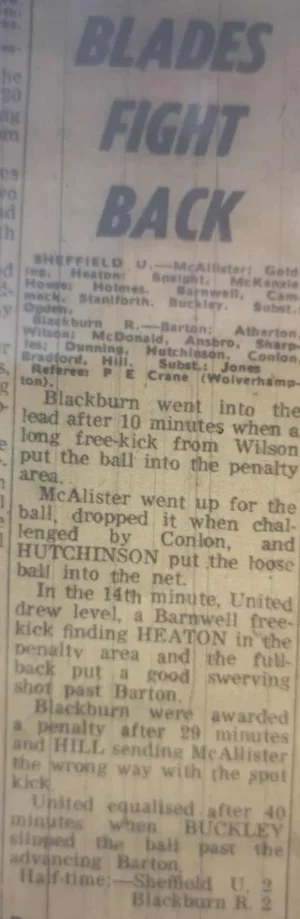 BLADES
FIGHT
BACK
SHEFFIELD U.—McAllister; Gold
ing, Heaton; Speight, McKenzie
House; Holmes, Barnwell, Cam
mack, Staniforth, Buckley. Subst.:
Ogden.
Blackburn R.—Barton; Atherton,
Wilson; McDonald, Ansbro, Sharp
les; Dunning, Hutchinson, Conlon,
Bradford, Hill. Subst.: Jones
Referee: P E Crane (Wolverhamp-
ton).
Blackburn went into the
lead after 10 minutes when a
long free-kick from Wilson
put the ball into the penalty
area.
McAlister went up for the
ball, dropped it when chal-
lenged by Conlon, and
HUTCHINSON put the loose
ball into the net.
In the 14th minute, United
drew level, a Barnwell free-
kick finding HEATON in the
penalty area and the full-
back put a good swerving
shot past Barton.
Blackburn were awarded
a penalty after 29 minutes
and HILL sending McAllister
the wrong way with the spot
kick.
United equalised after 40
minutes when BUCKLEY
slipped the ball past the
advancing Barton.
Half-time:—Sheffield U. 2
Blackburn R. 2